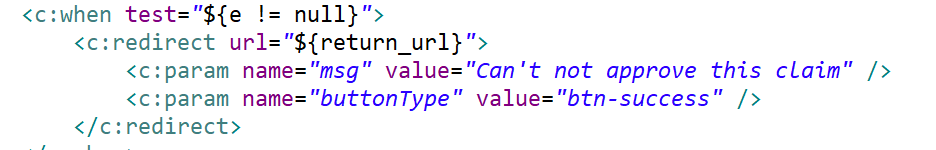 <c:when test="${e != null}">
<c:redirect url="${return_url}">
<c:param name="msg" value="Can't not approve this claim" />
<c:param name="buttonType" value="btn-success" />
</c:redirect>